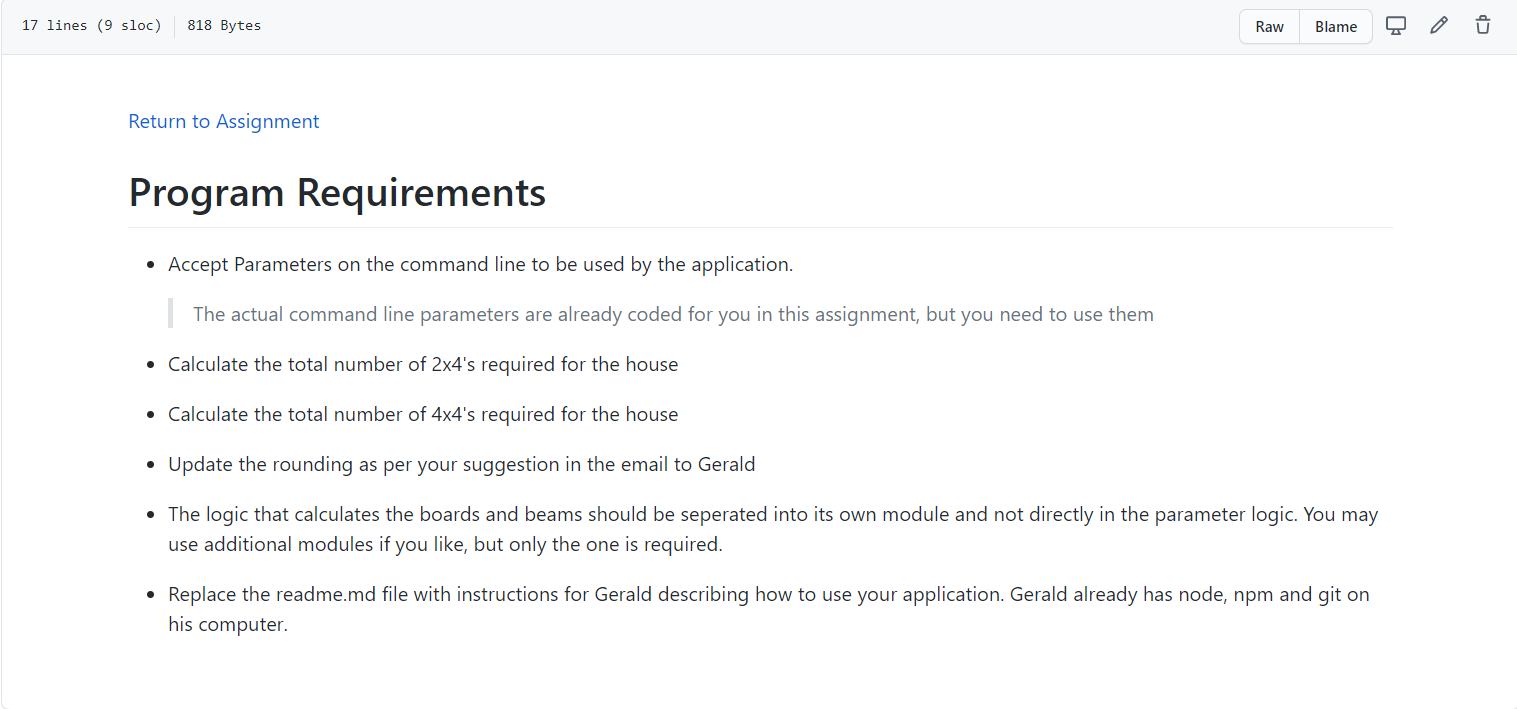 17 lines (9 sloc) 818 Bytes Raw Blame
Return to Assignment
Program Requirements
Accept Parameters on the command line to be used by the application.
The actual command line parameters are already coded for you in this assignment, but you need to use them
Calculate the total number of 2x4's required for the house
Calculate the total number of 4x4's required for the house
Update the rounding as per your suggestion in the email to Gerald
The logic that calculates the boards and beams should be seperated into its own module and not directly in the parameter logic. You may
use additional modules if you like, but only the one is required.
Replace the readme.md file with instructions for Gerald describing how to use your application. Gerald already has node, npm and git on
his computer.